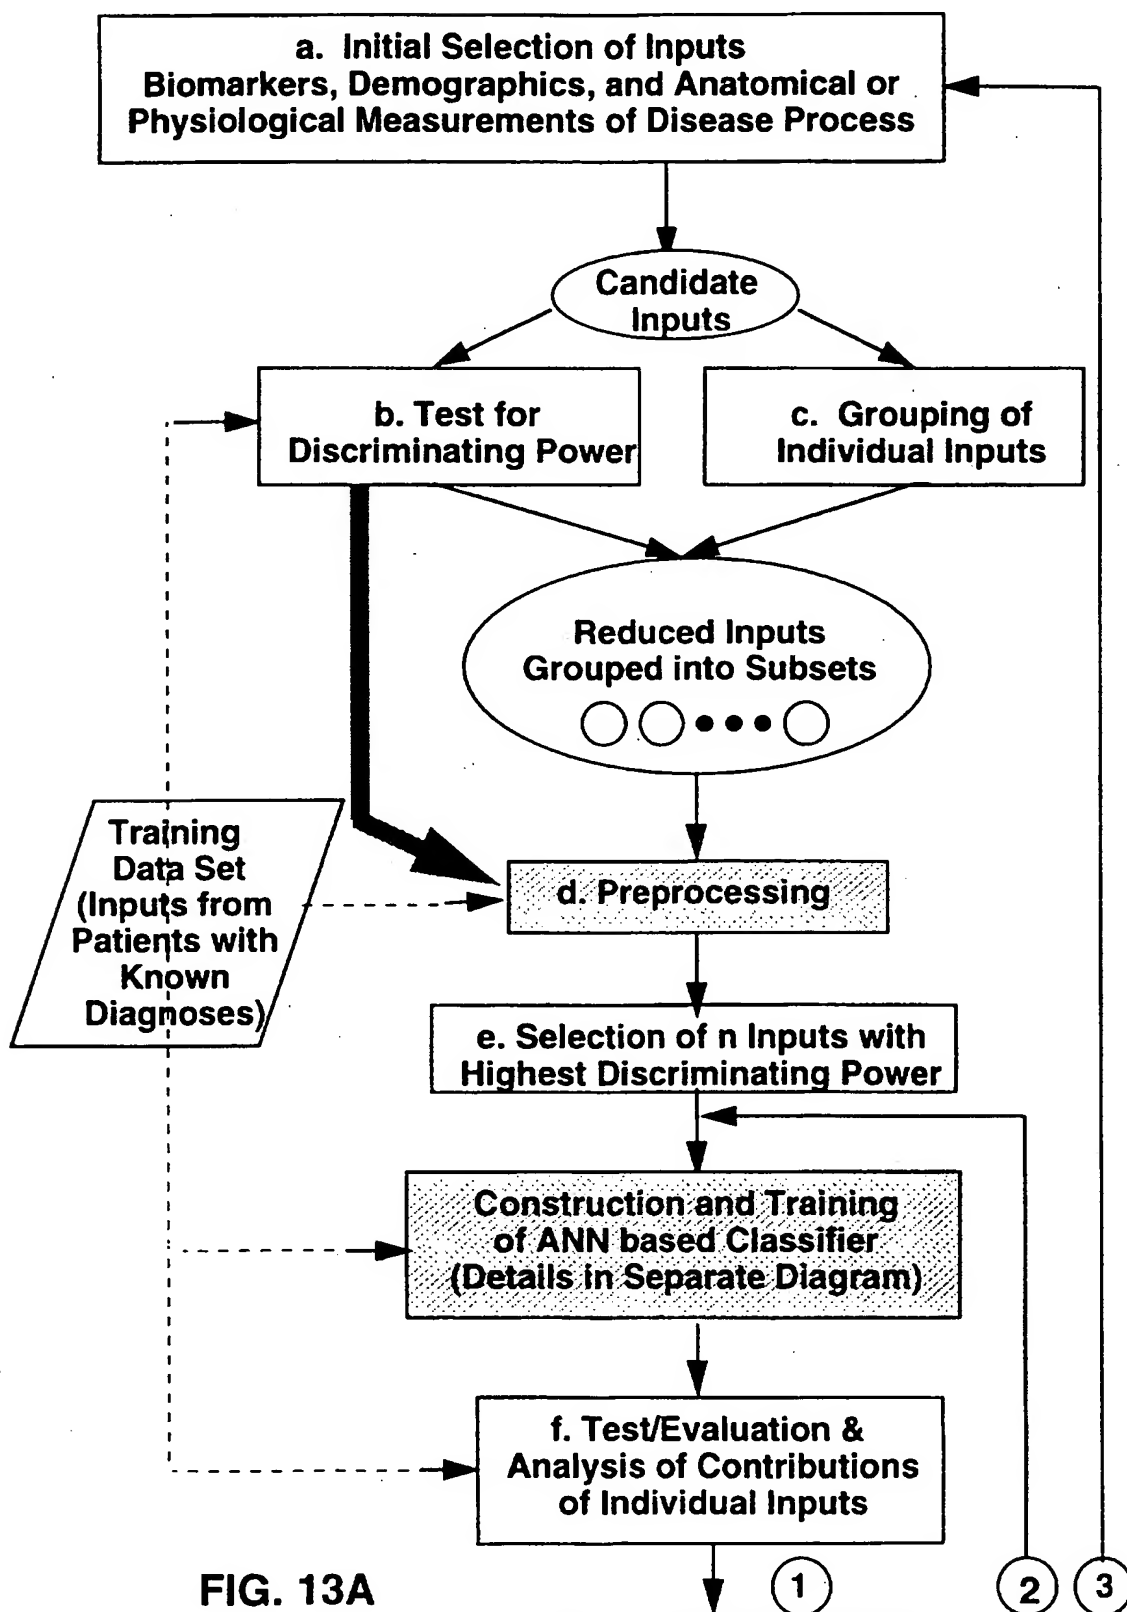 a. Initial Selection of Inputs
Biomarkers, Demographics, and Anatomical or
Physiological Measurements of Disease Process
Candidate
Inputs
b. Test for
Discriminating Power
c. Grouping of
Individual Inputs
Reduced Inputs
Grouped into Subsets
Training
Data Set
(Inputs from
Patients with
Known
Diagnoses)
d. Preprocessing
e. Selection of n Inputs with
Highest Discriminating Power
Construction and Training
of ANN based Classifier
(Details in Separate Diagram)
f. Test/Evaluation &
Analysis of Contributions
of Individual Inputs
FIG. 13A
1
2
3